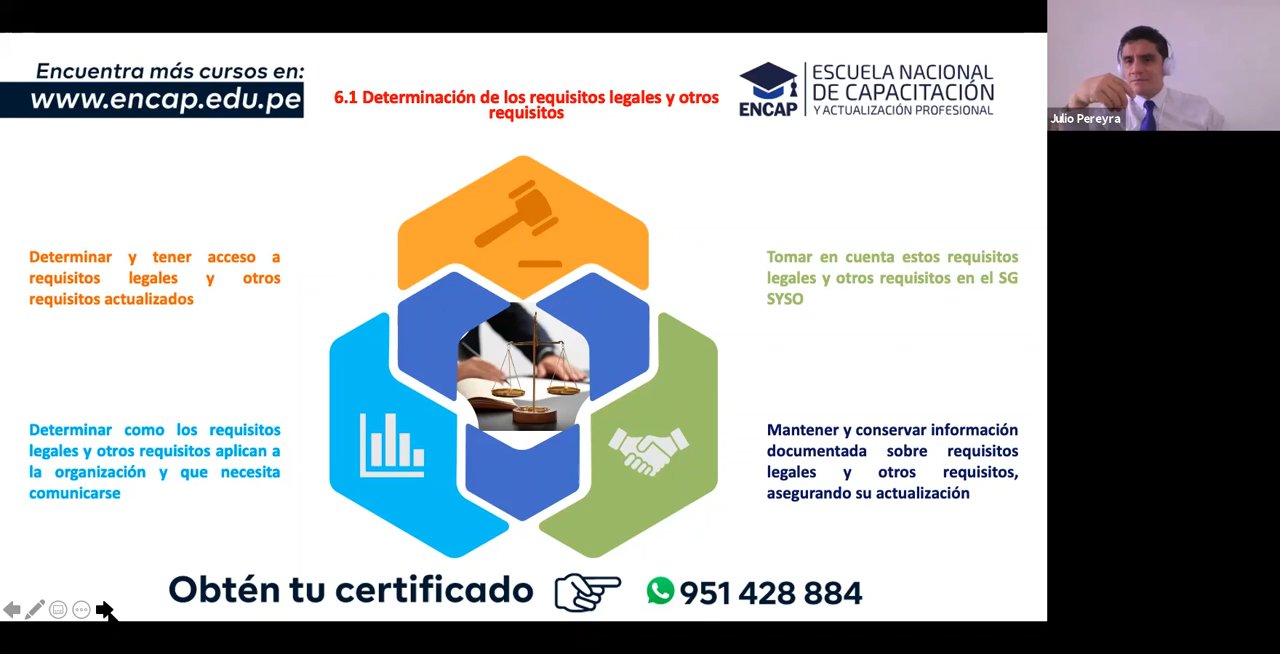 Encuentra más cursos en:
www.encap.edu.pe
6.1 Determinación de los requisitos legales y otros
requisitos
ENCAP
ESCUELA NACIONAL
DE CAPACITACIÓN
Y ACTUALIZACIÓN PROFESIONAL
Julio Pereyra
Determinar y tener acceso a
requisitos legales y otros
requisitos actualizados
Tomar en cuenta estos requisitos
legales y otros requisitos en el SG
SYSO
Determinar como los requisitos
legales y otros requisitos aplican a
la organización y que necesita
comunicarse
Mantener y conservar información
documentada sobre requisitos
legales y otros requisitos,
asegurando su actualización
Obtén tu certificado
951 428 884